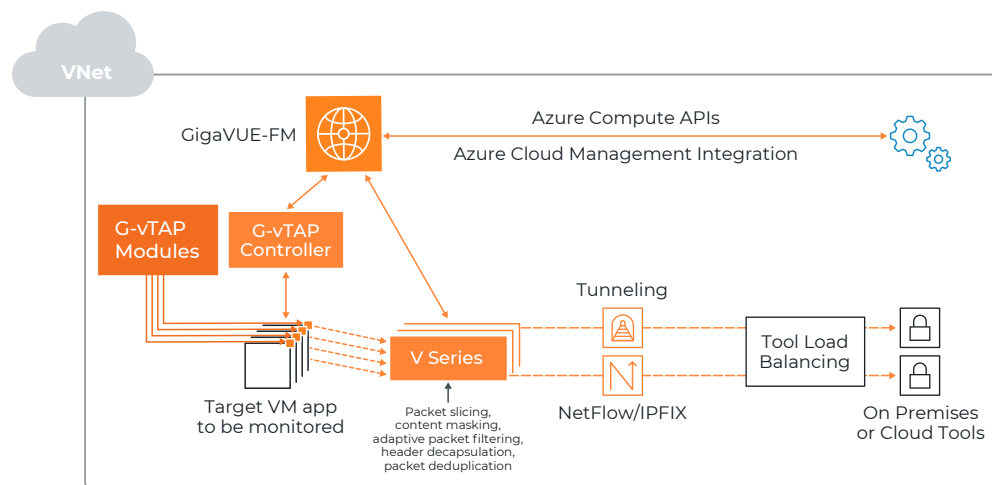 VNet
GigaVUE-FM
Azure Compute APIs
Azure Cloud Management Integration
G-vTAP
Modules
G-vTAP
Controller
Tunneling
V Series
Tool Load
Balancing
Target VM app
to be monitored
Packet slicing,
content masking,
adaptive packet filtering,
header decapsulation,
packet deduplication
NetFlow/IPFIX
On Premises
or Cloud Tools